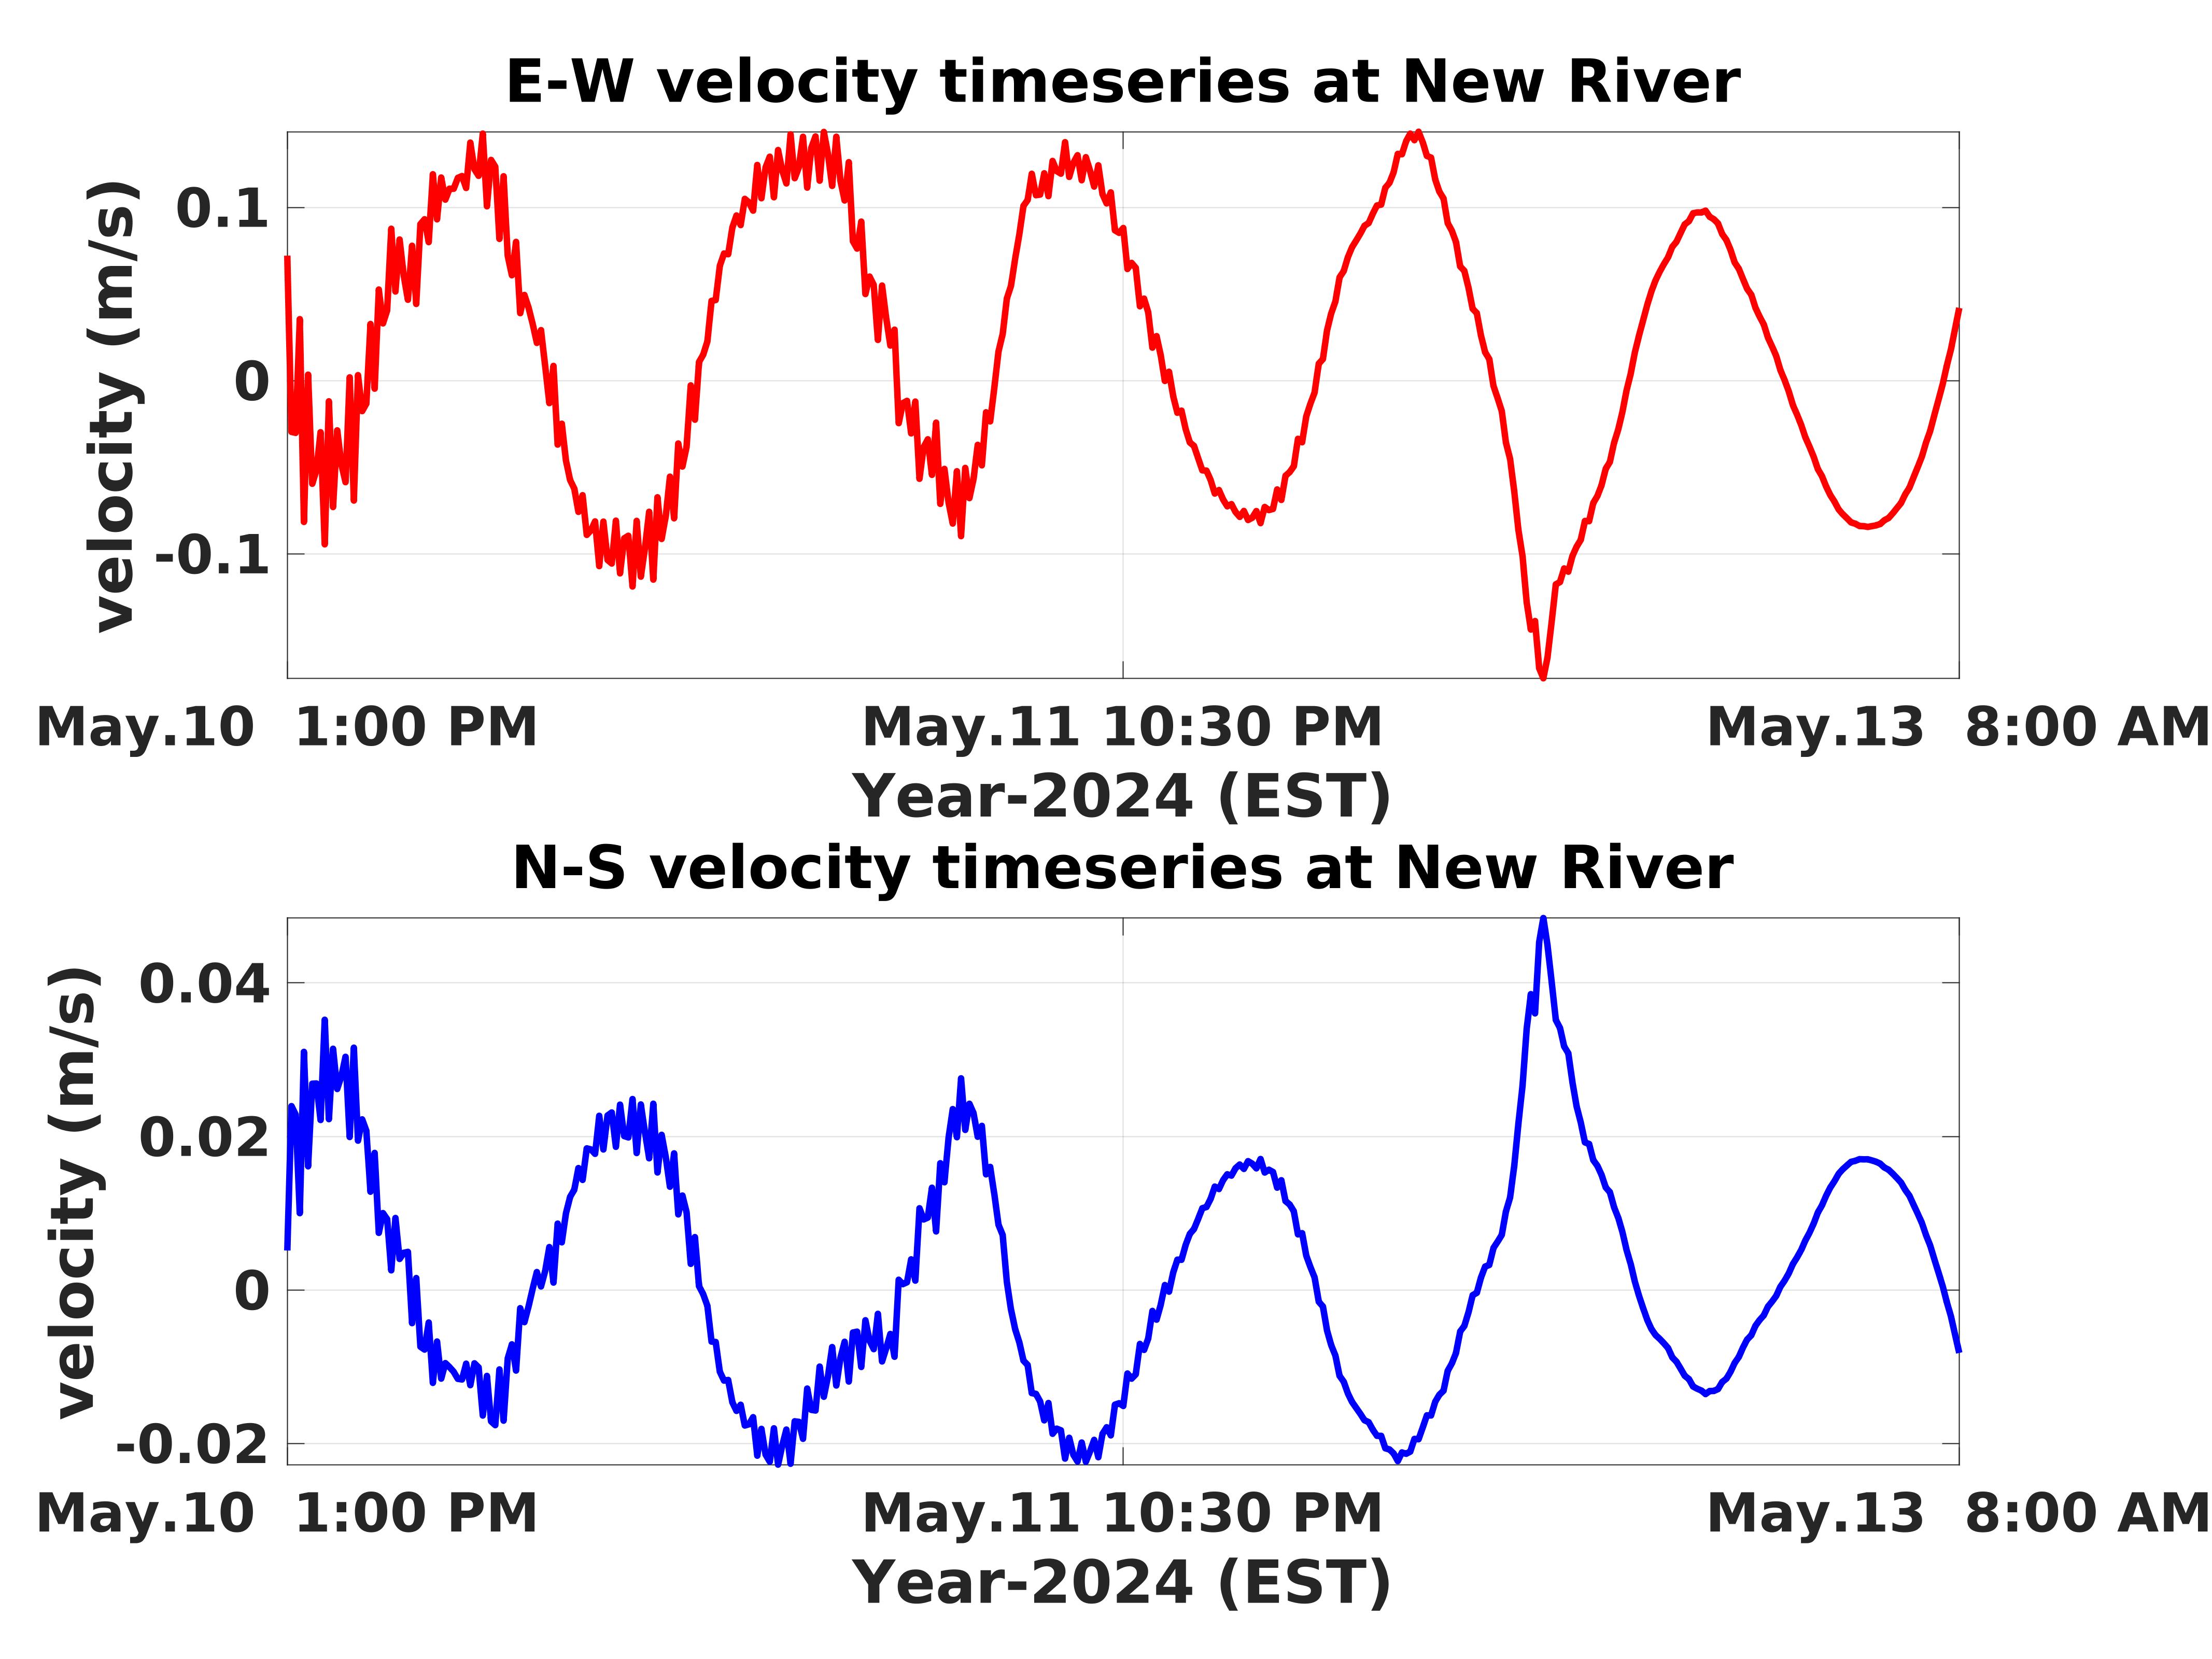 E-W velocity timeseries at New River
velocity (m/s)
0.1
0
-0.1
May.10  1:00 PM
May.11 10:30 PM
May.13  8:00 AM
Year-2024 (EST)
N-S velocity timeseries at New River
velocity (m/s)
0.04
0.02
0
-0.02
May.10  1:00 PM
May.11 10:30 PM
May.13  8:00 AM
Year-2024 (EST)